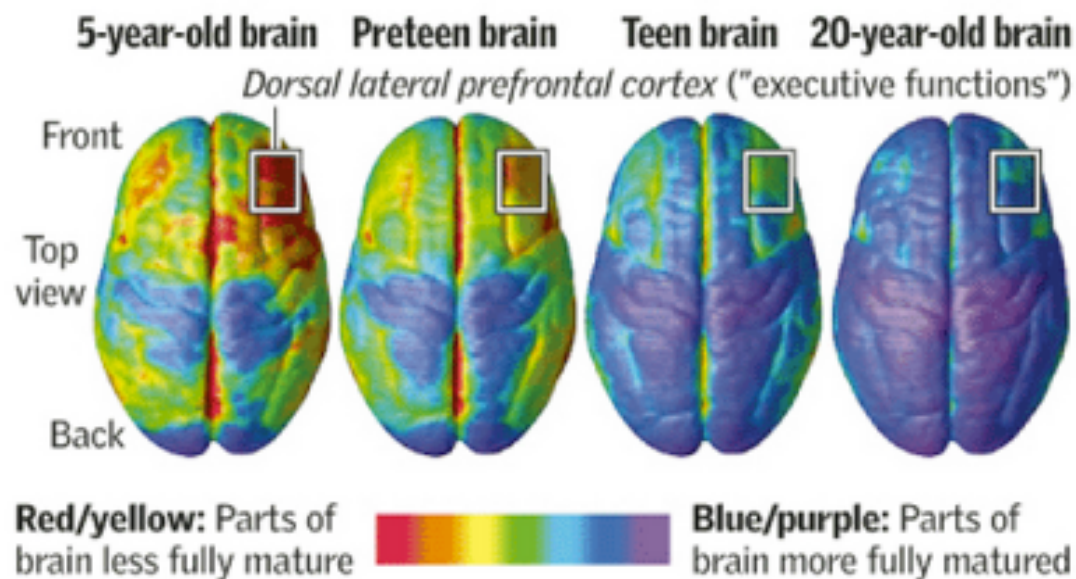 5-year-old brain Preteen brain Teen brain 20-year-old brain
Dorsal lateral prefrontal cortex ("executive functions")
Front
Top
view
Back
Red/yellow: Parts of
brain less fully mature
Blue/purple: Parts of
brain more fully matured